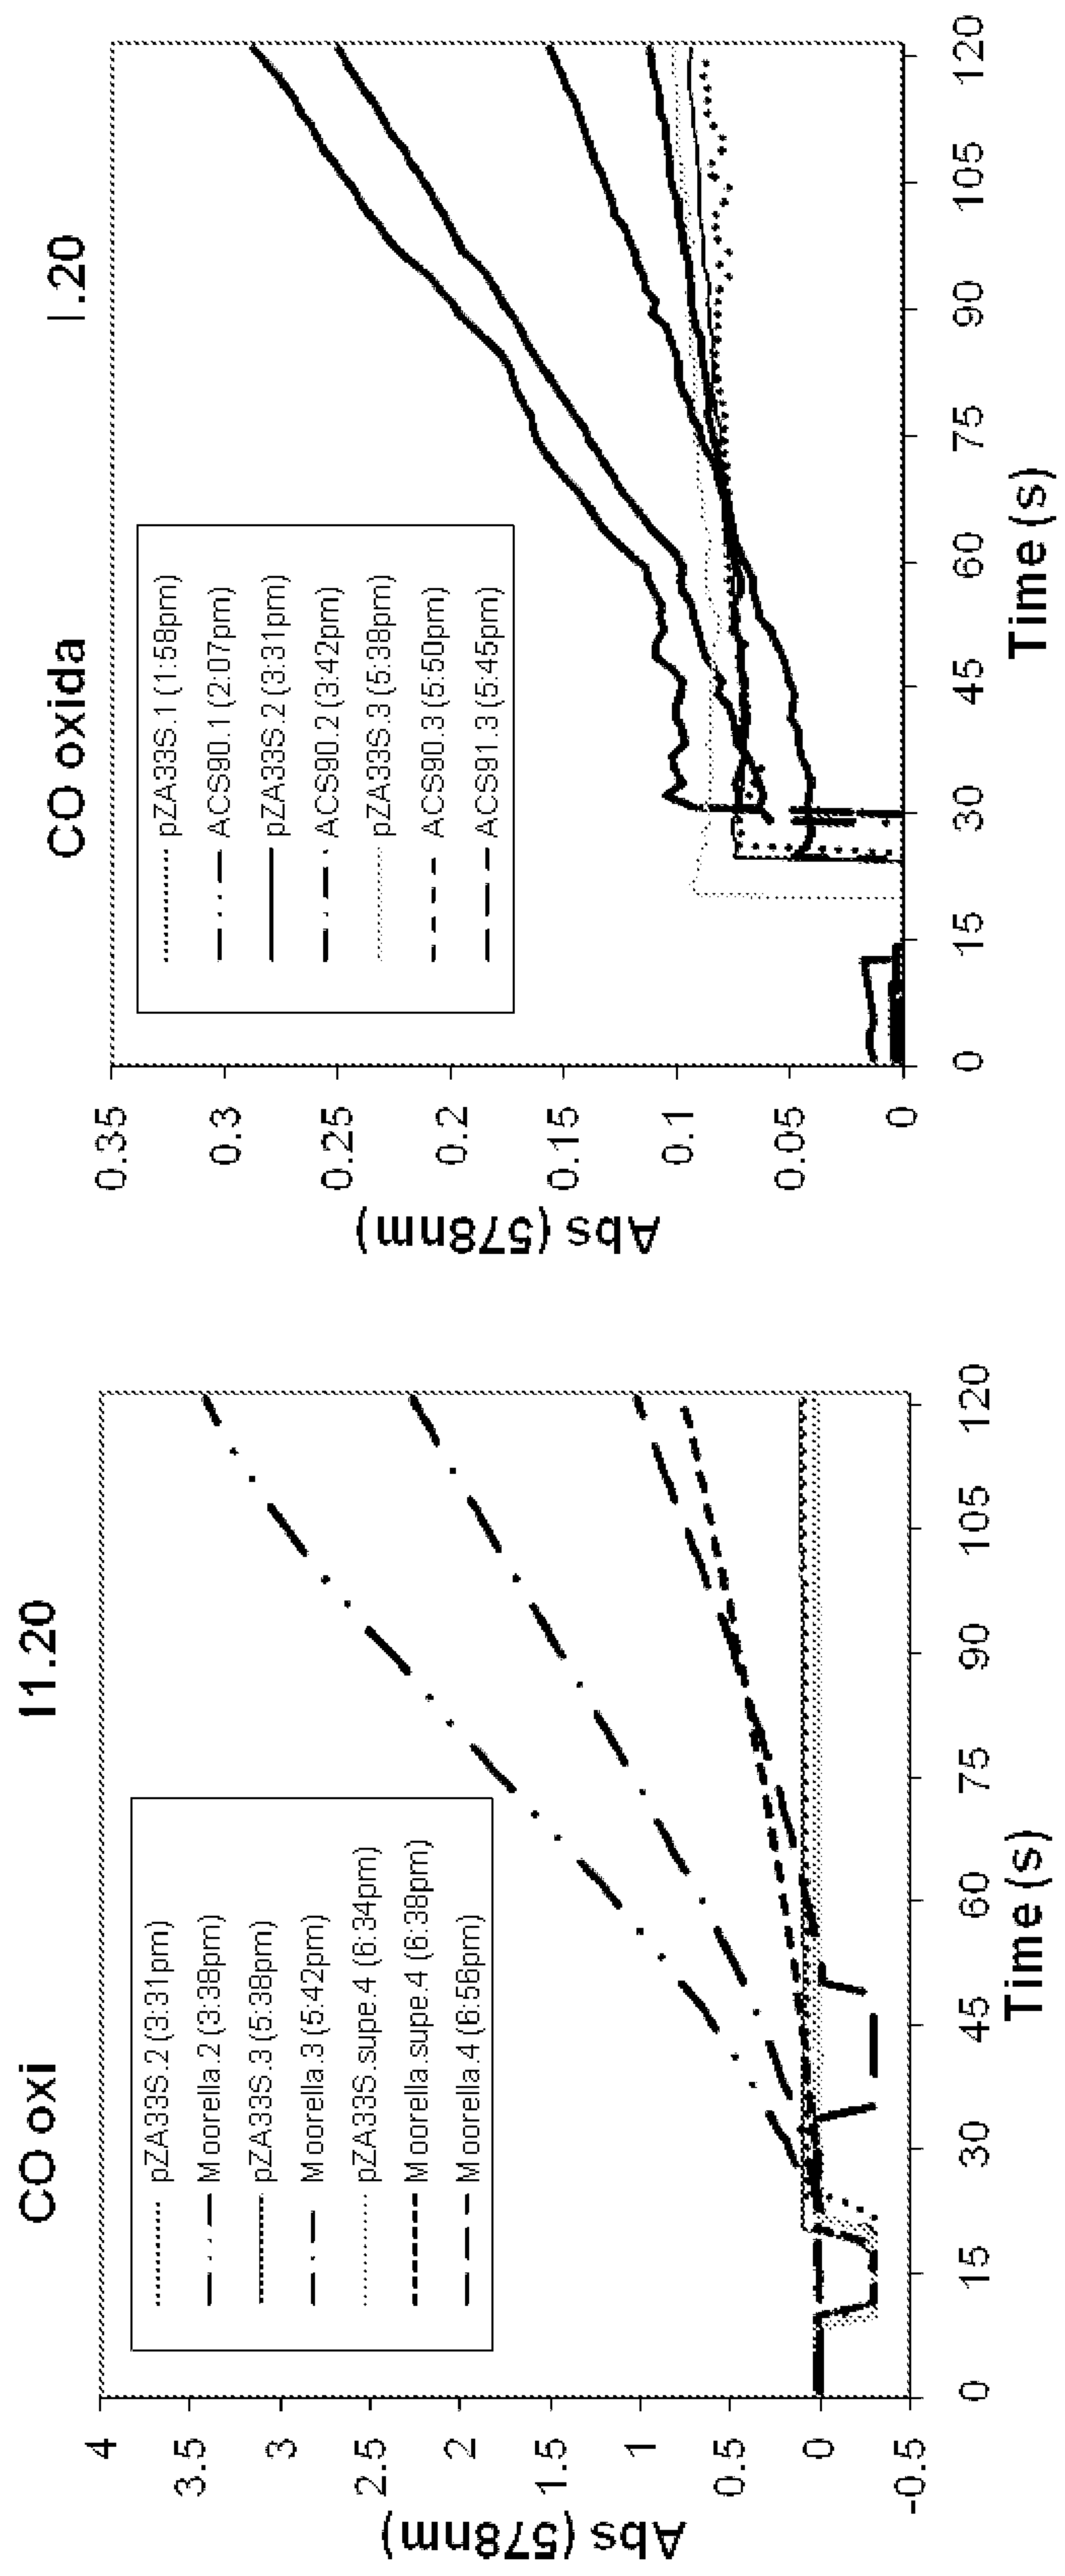 CO oxi I1.20
4
3.5
3
2.5
2
1.5
1
0.5
0
-0.5
Abs (578nm)
pZA33S.2 (3:31pm)
Moorella.2 (3:38pm)
pZA33S.3 (5:38pm)
Moorella.3 (5:42pm)
pZA33S.supe.4 (6:34pm)
Moorella.supe.4 (6:38pm)
Moorella.4 (6:56pm)
0 15 30 45 60 75 90 105 120
Time (s)
CO oxida I.20
0.35
0.3
0.25
0.2
0.15
0.1
0.05
0
Abs (578nm)
pZA33S.1 (1:58pm)
ACS90.1 (2:07pm)
pZA33S.2 (3:31pm)
ACS90.2 (3:42pm)
pZA33S.3 (5:38pm)
ACS90.3 (5:50pm)
ACS91.3 (5:45pm)
0 15 30 45 60 75 90 105 120
Time (s)